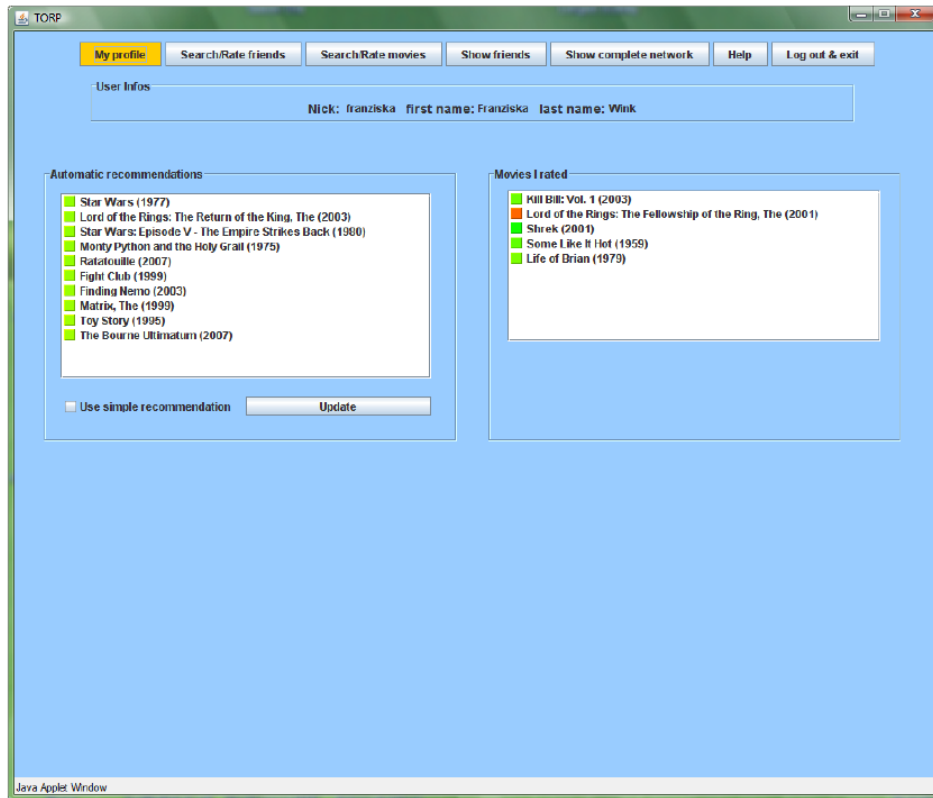 TORP
My profile Search/Rate friends Search/Rate movies Show friends Show complete network Help Log out & exit
User Infos
Nick: franziska first name: Franziska last name: Wink
Automatic recommendations
Star Wars (1977)
Lord of the Rings: The Return of the King, The (2003)
Star Wars: Episode V - The Empire Strikes Back (1980)
Monty Python and the Holy Grail (1975)
Ratatouille (2007)
Fight Club (1999)
Finding Nemo (2003)
Matrix, The (1999)
Toy Story (1995)
The Bourne Ultimatum (2007)
Use simple recommendation Update
Movies I rated
Kill Bill: Vol. 1 (2003)
Lord of the Rings: The Fellowship of the Ring, The (2001)
Shrek (2001)
Some Like It Hot (1959)
Life of Brian (1979)
Java Applet Window